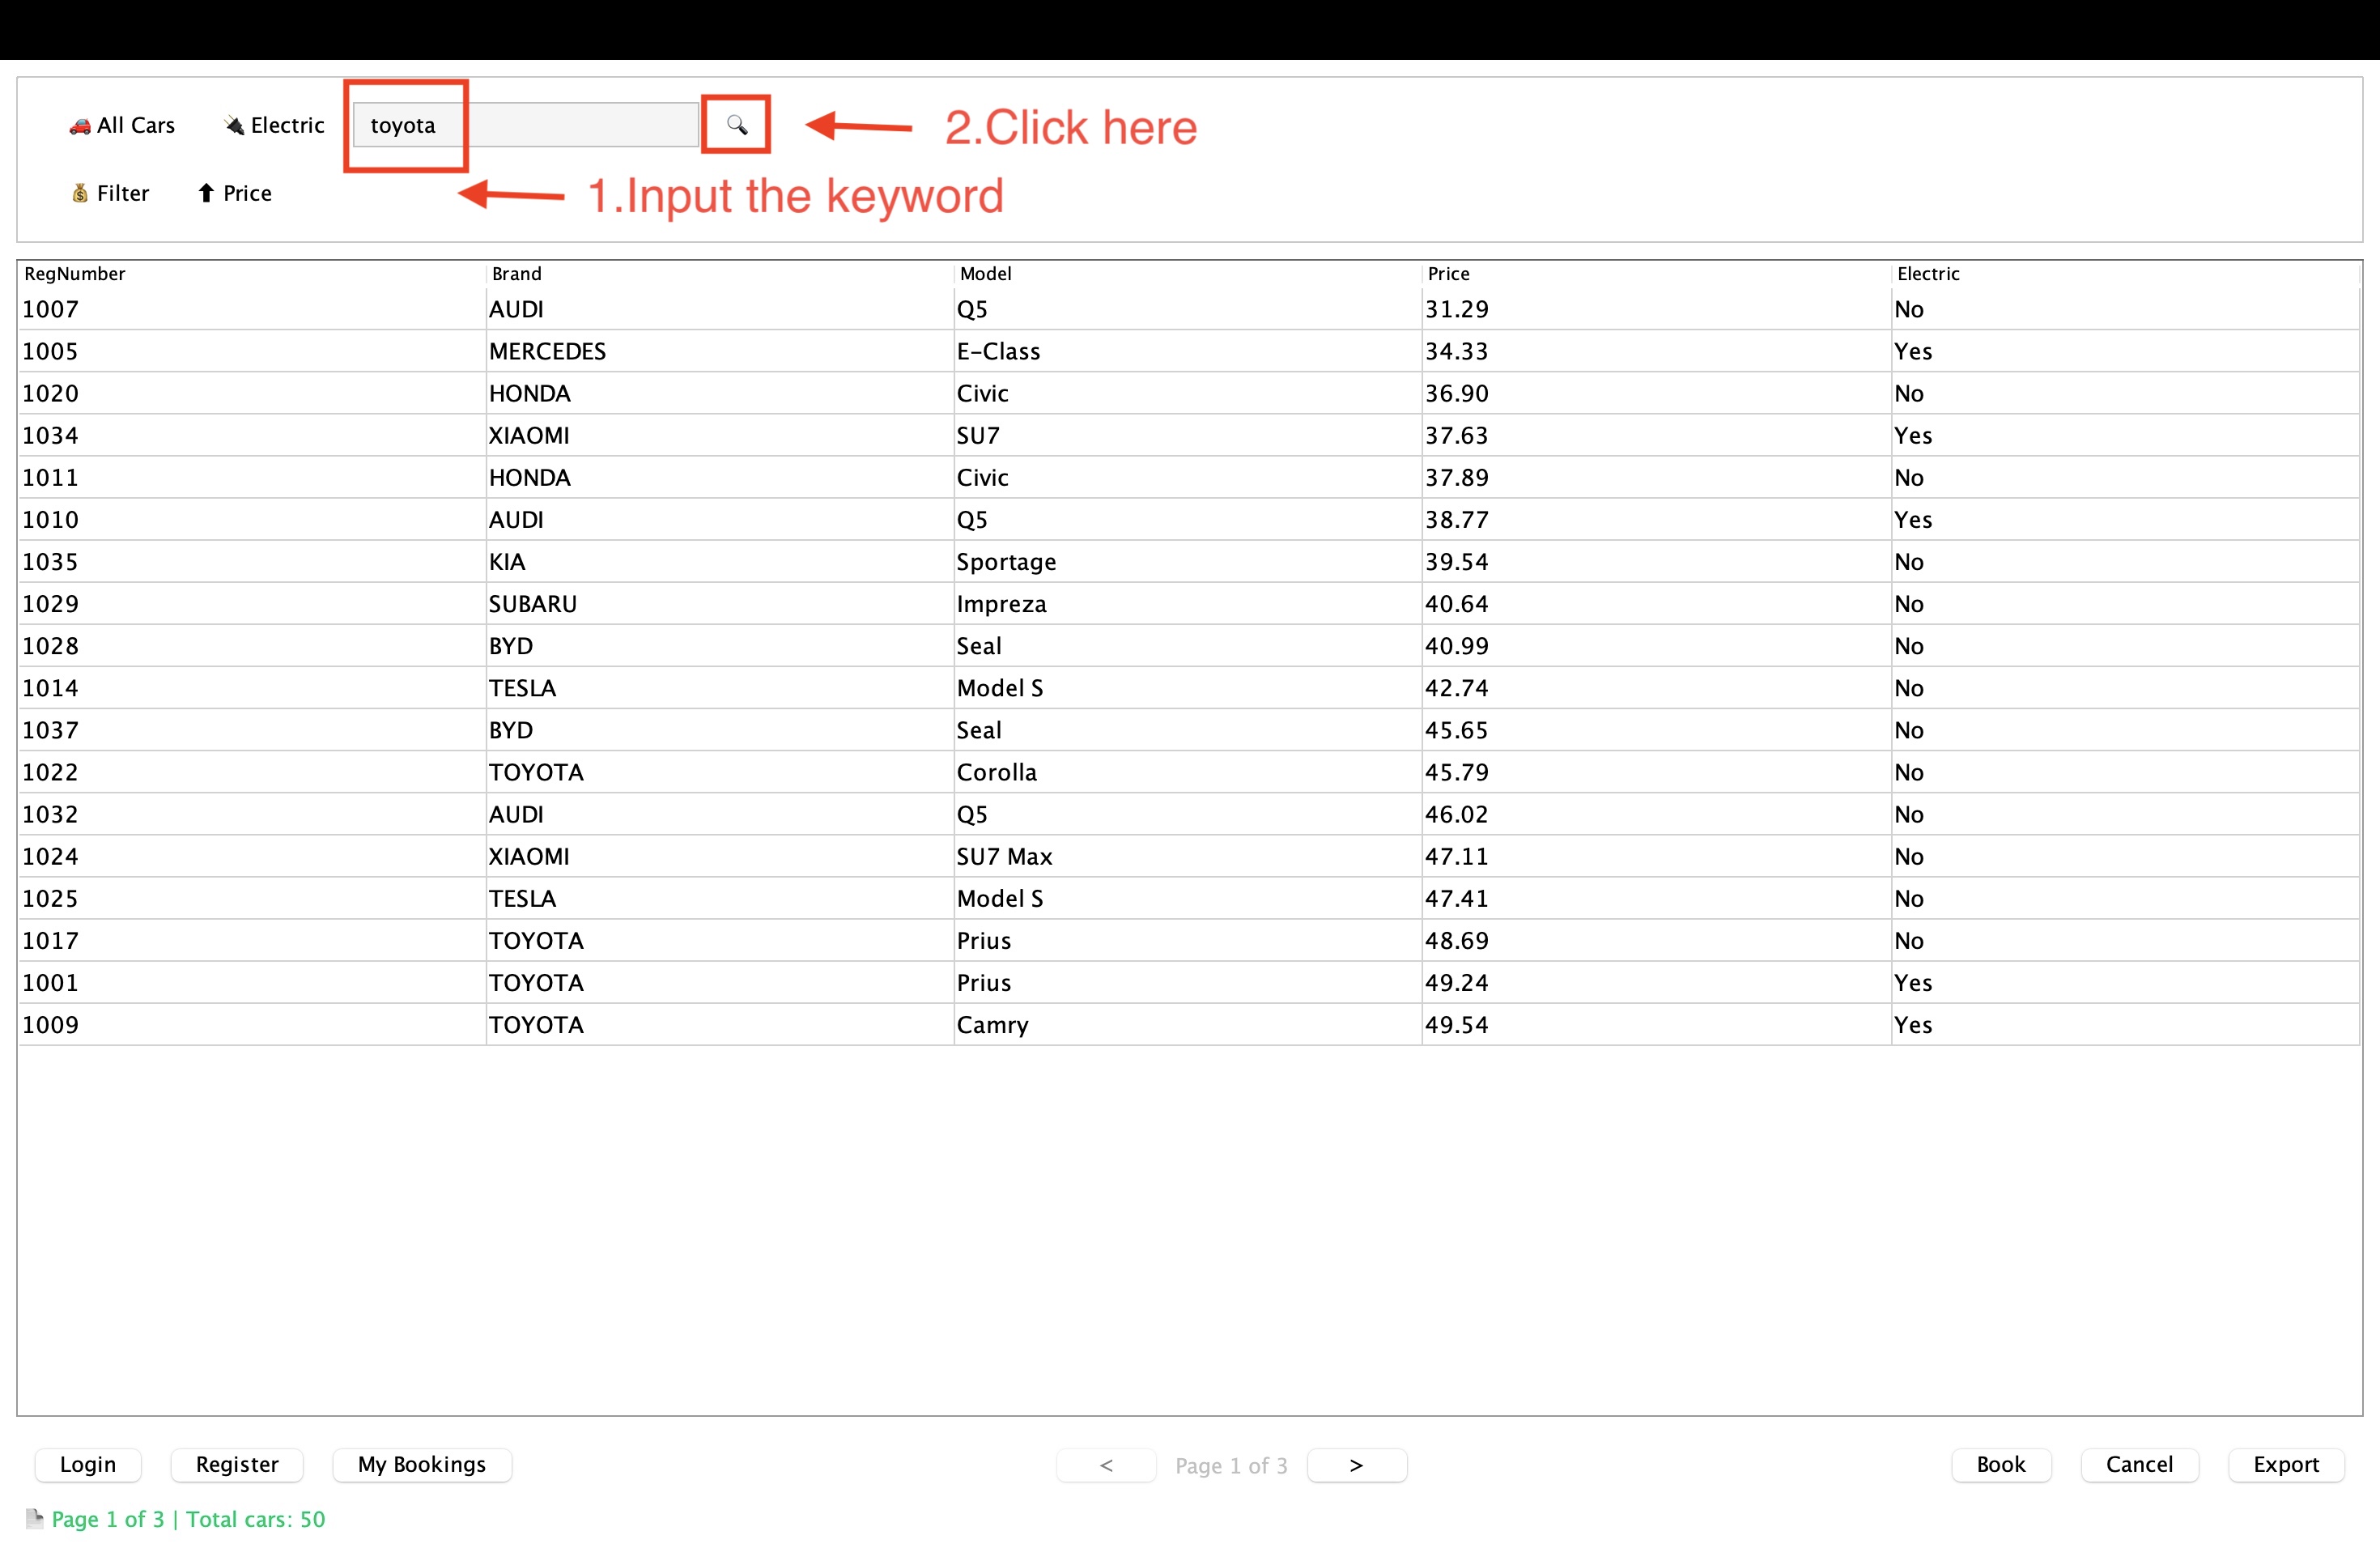 All Cars Electric toyota 2.Click here
Filter Price 1.Input the keyword
RegNumber Brand Model Price Electric
1007 AUDI Q5 31.29 No
1005 MERCEDES E-Class 34.33 Yes
1020 HONDA Civic 36.90 No
1034 XIAOMI SU7 37.63 Yes
1011 HONDA Civic 37.89 No
1010 AUDI Q5 38.77 Yes
1035 KIA Sportage 39.54 No
1029 SUBARU Impreza 40.64 No
1028 BYD Seal 40.99 No
1014 TESLA Model S 42.74 No
1037 BYD Seal 45.65 No
1022 TOYOTA Corolla 45.79 No
1032 AUDI Q5 46.02 No
1024 XIAOMI SU7 Max 47.11 No
1025 TESLA Model S 47.41 No
1017 TOYOTA Prius 48.69 No
1001 TOYOTA Prius 49.24 Yes
1009 TOYOTA Camry 49.54 Yes
Login Register My Bookings < Page 1 of 3 > Book Cancel Export
Page 1 of 3 | Total cars: 50